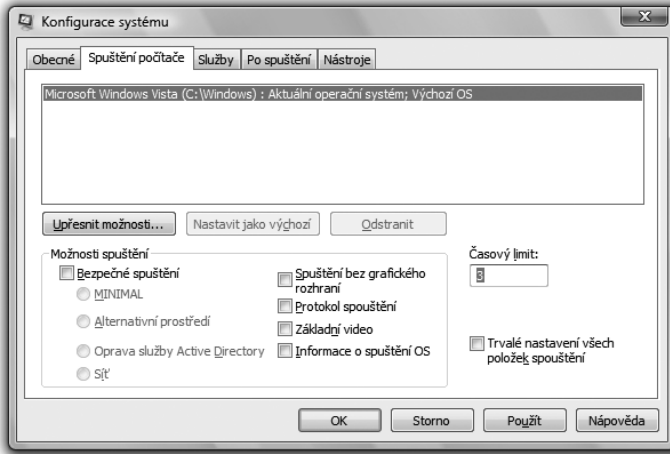 Konfigurace systému
Obecné Spuštění počítače Služby Po spuštění Nástroje
Microsoft Windows Vista (C:\Windows) : Aktuální operační systém; Výchozí OS
Upřesnit možnosti... Nastavit jako výchozí Odstranit
Možnosti spuštění
Bezpečné spuštění
MINIMAL
Alternativní prostředí
Oprava služby Active Directory
Síť
Spuštění bez grafického
rozhraní
Protokol spouštění
Základní video
Informace o spuštění OS
Časový limit:
3
Trvalé nastavení všech
položek spouštění
OK Storno Použít Nápověda